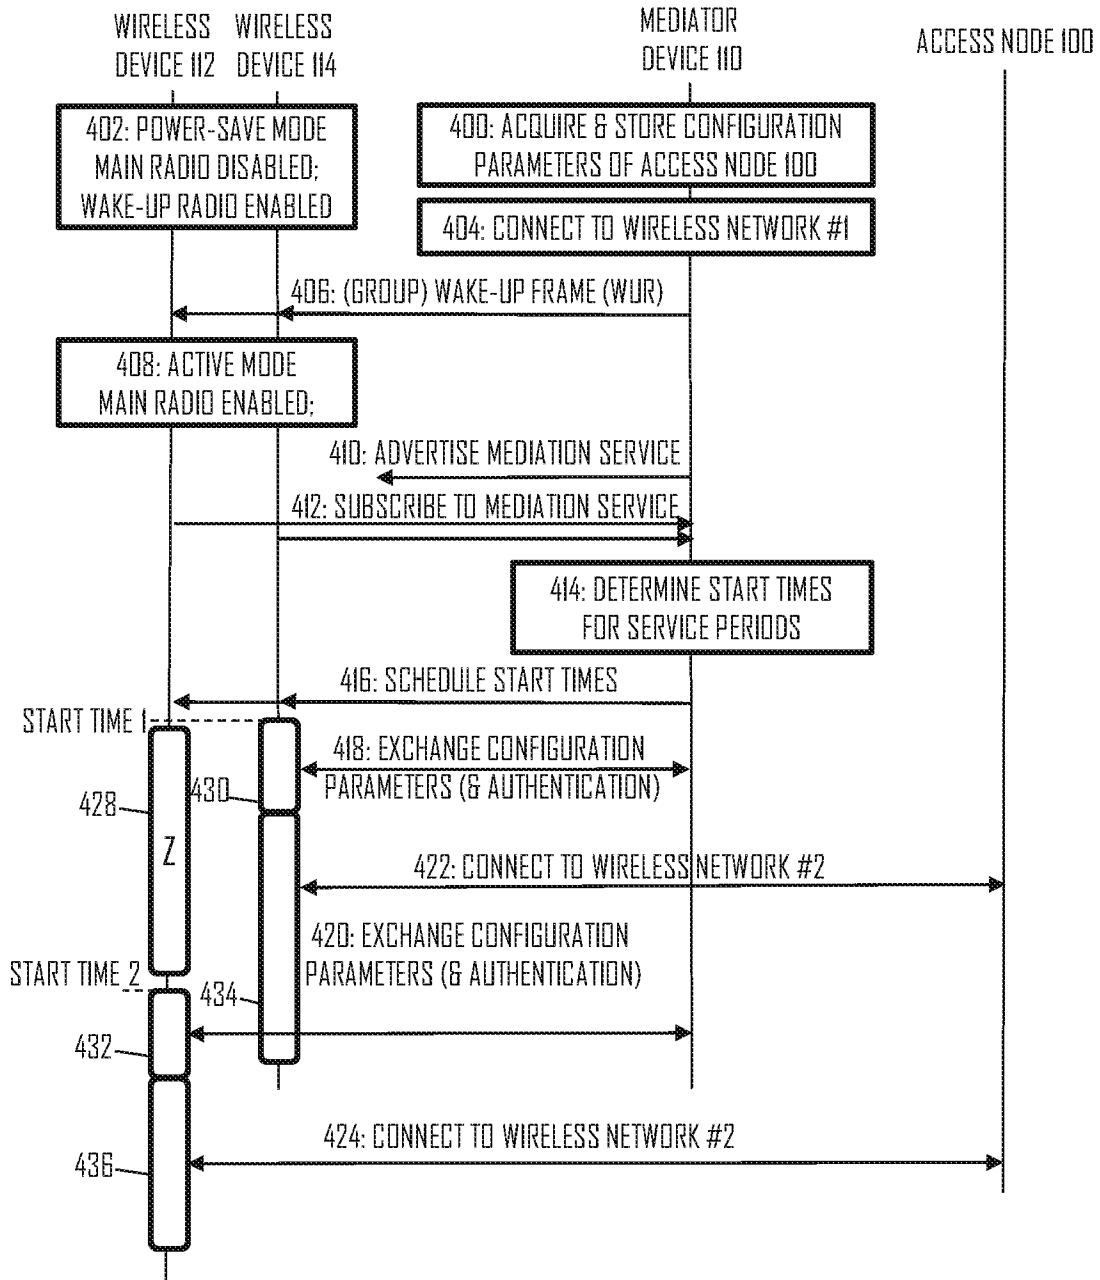 WIRELESS DEVICE 112
WIRELESS DEVICE 114
MEDIATOR DEVICE 110
ACCESS NODE 100
402: POWER-SAVE MODE
MAIN RADIO DISABLED;
WAKE-UP RADIO ENABLED
400: ACQUIRE & STORE CONFIGURATION
PARAMETERS OF ACCESS NODE 100
404: CONNECT TO WIRELESS NETWORK #1
406: (GROUP) WAKE-UP FRAME (WUR)
408: ACTIVE MODE
MAIN RADIO ENABLED;
410: ADVERTISE MEDIATION SERVICE
412: SUBSCRIBE TO MEDIATION SERVICE
414: DETERMINE START TIMES
FOR SERVICE PERIODS
416: SCHEDULE START TIMES
START TIME 1
418: EXCHANGE CONFIGURATION
PARAMETERS (& AUTHENTICATION)
430
428
Z
422: CONNECT TO WIRELESS NETWORK #2
420: EXCHANGE CONFIGURATION
PARAMETERS (& AUTHENTICATION)
START TIME 2
434
432
424: CONNECT TO WIRELESS NETWORK #2
436